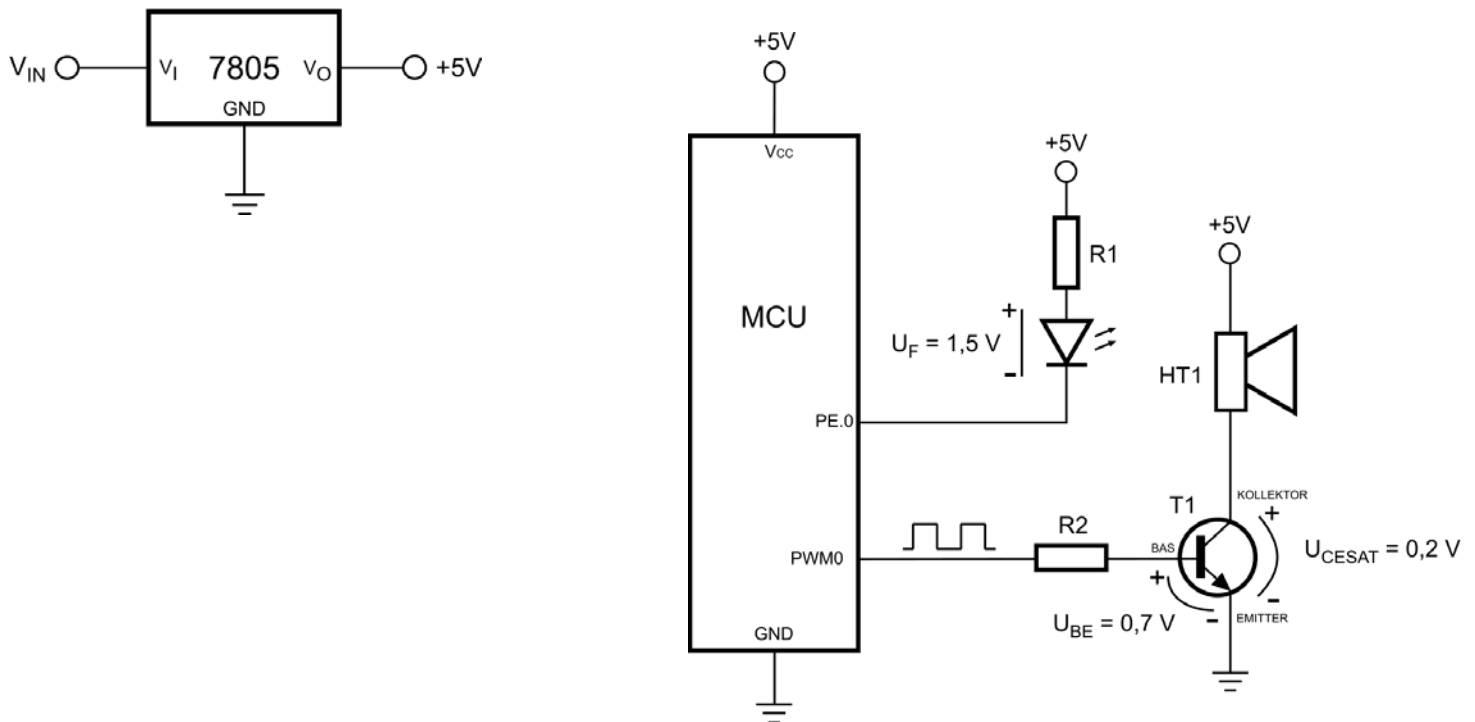 V_IN
V_I 7805 V_O
GND
+5V
+5V
Vcc
MCU
PE.0
PWM0
GND
+5V
R1
+
U_F = 1,5 V
-
+5V
HT1
R2
BAS
T1
KOLLEKTOR
+
U_CESAT = 0,2 V
-
EMITTER
+
U_BE = 0,7 V
-